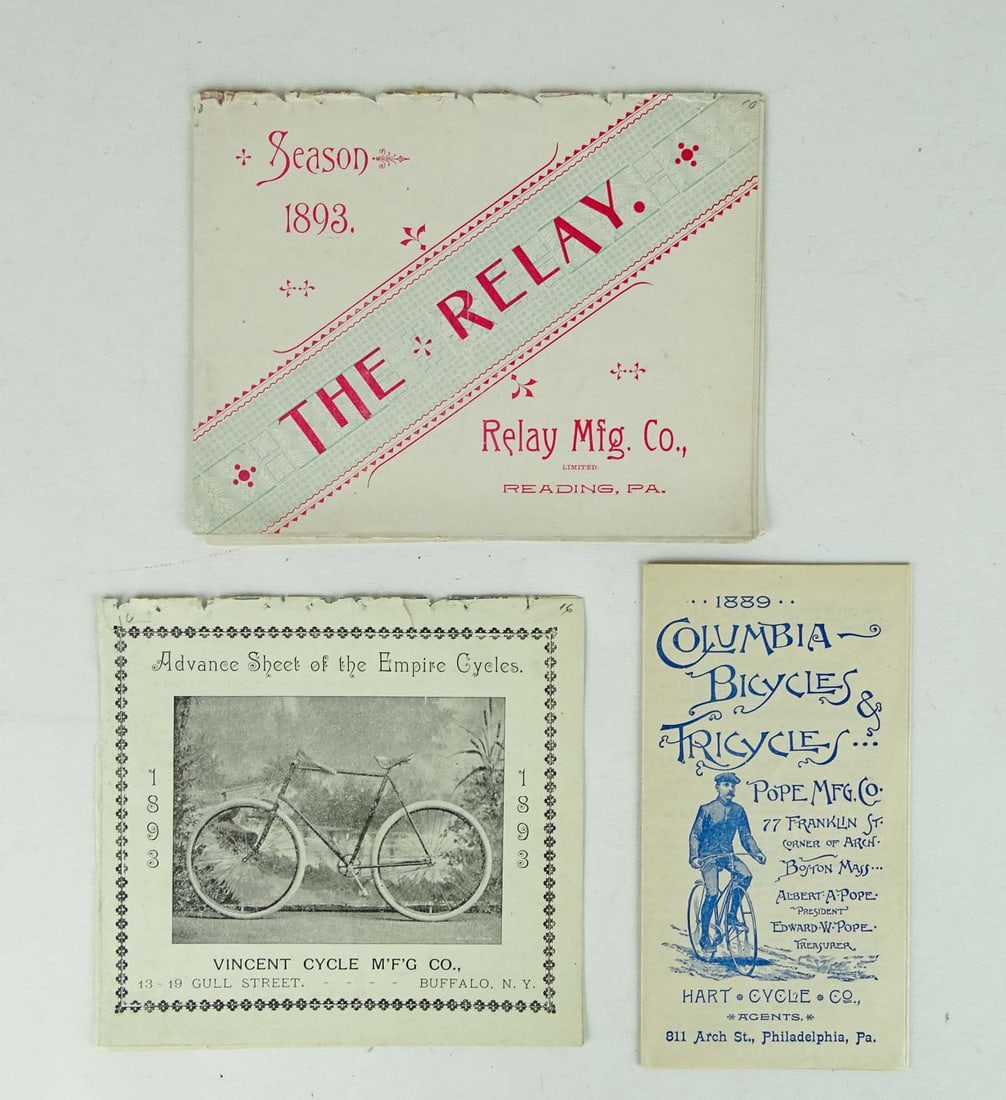 Season
1893.
THE RELAY.
Relay Mfg. Co.,
LIMITED.
READING, PA.
16
Advance Sheet of the Empire Cycles.
1893
1893
VINCENT CYCLE M'F'G CO.,
13-19 GULL STREET. - - - - BUFFALO, N. Y.
··1889··
COLUMBIA
BICYCLES &
TRICYCLES...
POPE MFG. CO.
77 FRANKLIN ST.
CORNER OF ARCH.
BOSTON MASS...
ALBERT·A·POPE·
PRESIDENT
EDWARD·W·POPE·
TREASURER
HART * CYCLE * CO.,
*AGENTS.*
811 Arch St., Philadelphia, Pa.